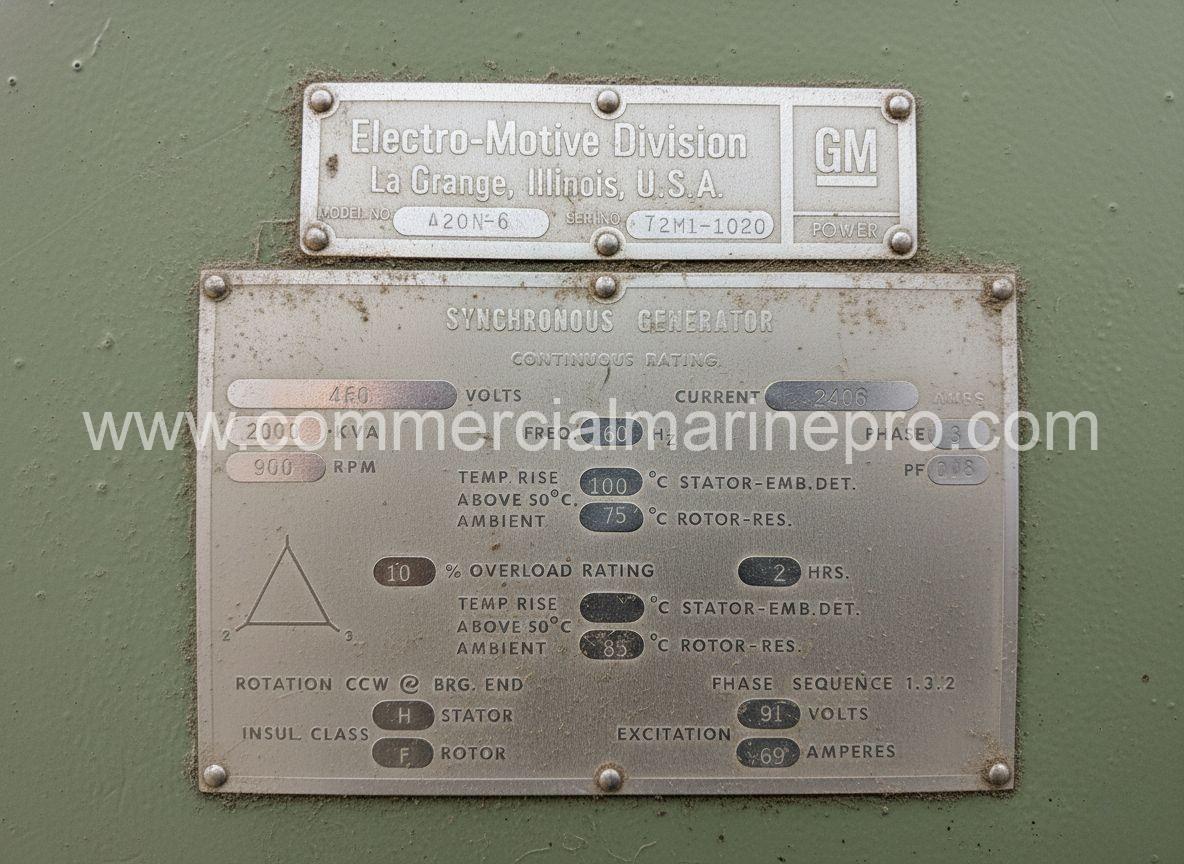 Electro-Motive Division
La Grange, Illinois, U.S.A.
GM
MODEL NO. A20N-6 SERI NO. 72M1-1020 POWER
SYNCHRONOUS GENERATOR
CONTINUOUS RATING
VOLTS CURRENT 2406 AMPS
www.commercialmarinepro.com
2000 KVA FREQ. 60 HZ PHASE 3
900 RPM PF
TEMP. RISE 100 °C STATOR-EMB.DET.
ABOVE 50°C.
AMBIENT 75 °C ROTOR-RES.
10 % OVERLOAD RATING 2 HRS.
TEMP RISE °C STATOR-EMB.DET.
ABOVE 50°C
AMBIENT 85 °C ROTOR-RES.
2 3
ROTATION CCW @ BRG. END PHASE SEQUENCE 1.3.2
H STATOR 91 VOLTS
INSUL. CLASS EXCITATION
F ROTOR 69 AMPERES